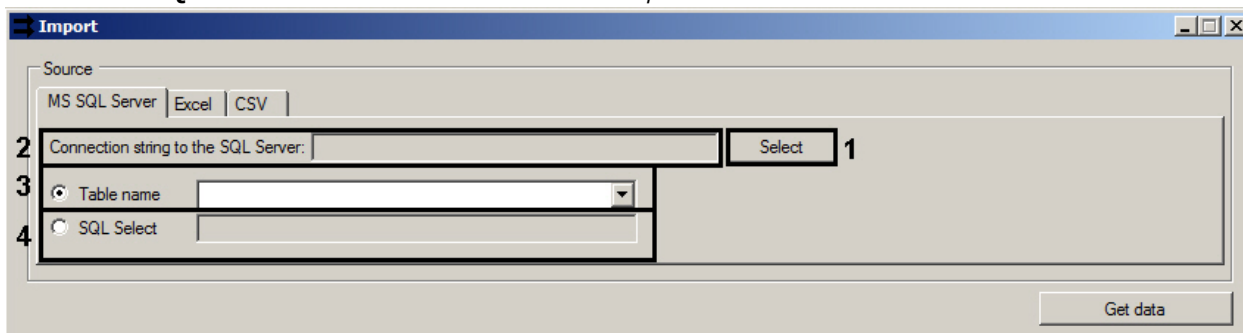 Import
Source
MS SQL Server Excel CSV
2 Connection string to the SQL Server: Select 1
3 Table name
4 SQL Select
Get data